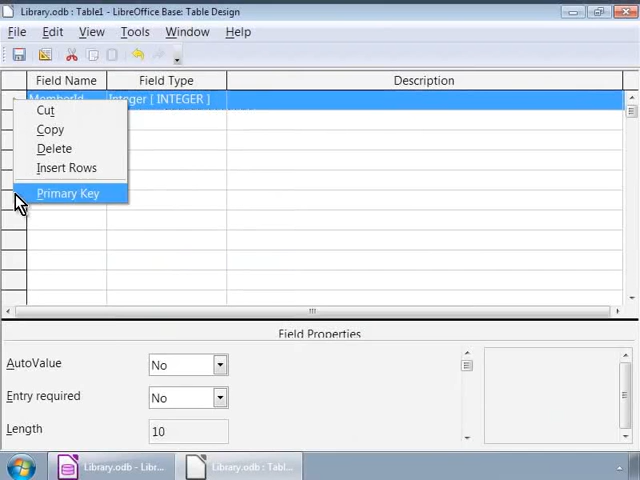 Library.odb : Table1 - LibreOffice Base: Table Design
File Edit View Tools Window Help
Field Name Field Type Description
MemberId Integer [ INTEGER ]
Cut
Copy
Delete
Insert Rows
Primary Key
Field Properties
AutoValue No
Entry required No
Length 10
Library.odb - Libr... Library.odb : Table...